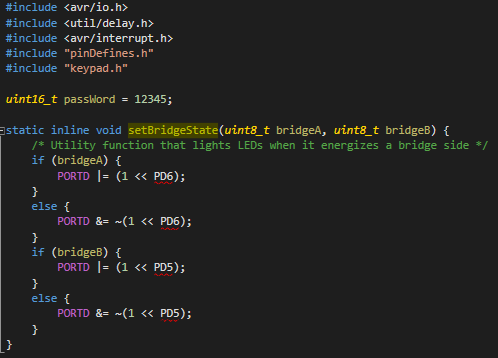 #include <avr/io.h>
#include <util/delay.h>
#include <avr/interrupt.h>
#include "pinDefines.h"
#include "keypad.h"

uint16_t passWord = 12345;

static inline void setBridgeState(uint8_t bridgeA, uint8_t bridgeB) {
    /* Utility function that lights LEDs when it energizes a bridge side */
    if (bridgeA) {
        PORTD |= (1 << PD6);
    }
    else {
        PORTD &= ~(1 << PD6);
    }
    if (bridgeB) {
        PORTD |= (1 << PD5);
    }
    else {
        PORTD &= ~(1 << PD5);
    }
}